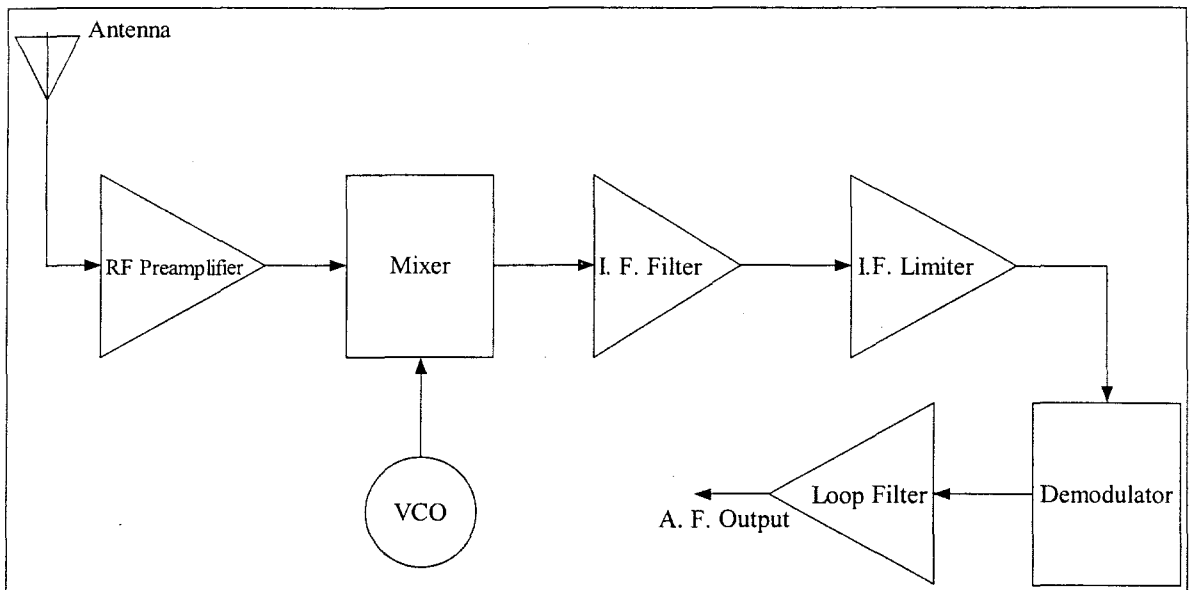 Antenna
RF Preamplifier
Mixer
I. F. Filter
I.F. Limiter
VCO
A. F. Output
Loop Filter
Demodulator